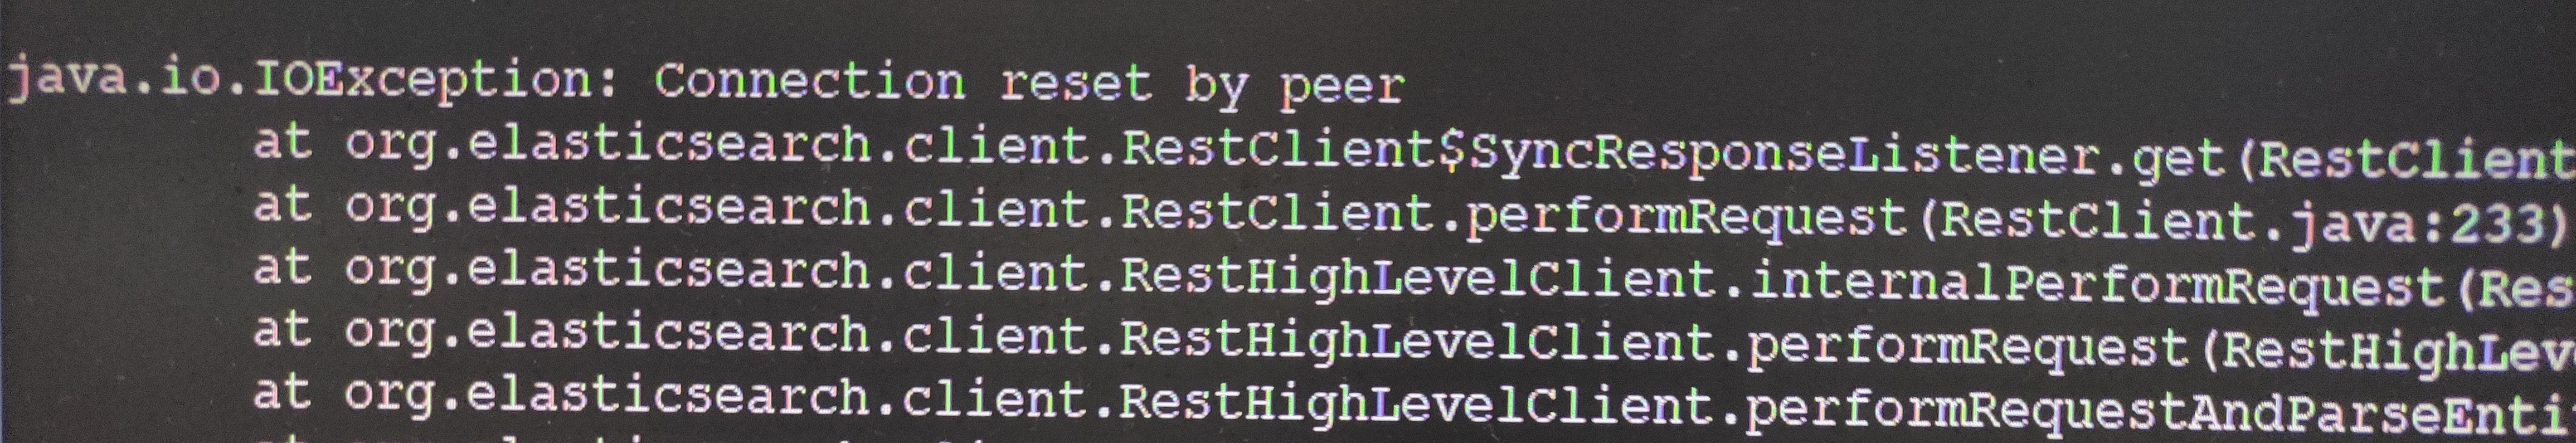 java.io.IOException: Connection reset by peer
at org.elasticsearch.client.RestClient$SyncResponseListener.get(RestClient
at org.elasticsearch.client.RestClient.performRequest(RestClient.java:233)
at org.elasticsearch.client.RestHighLevelClient.internalPerformRequest(Res
at org.elasticsearch.client.RestHighLevelClient.performRequest(RestHighLev
at org.elasticsearch.client.RestHighLevelClient.performRequestAndParseEnti